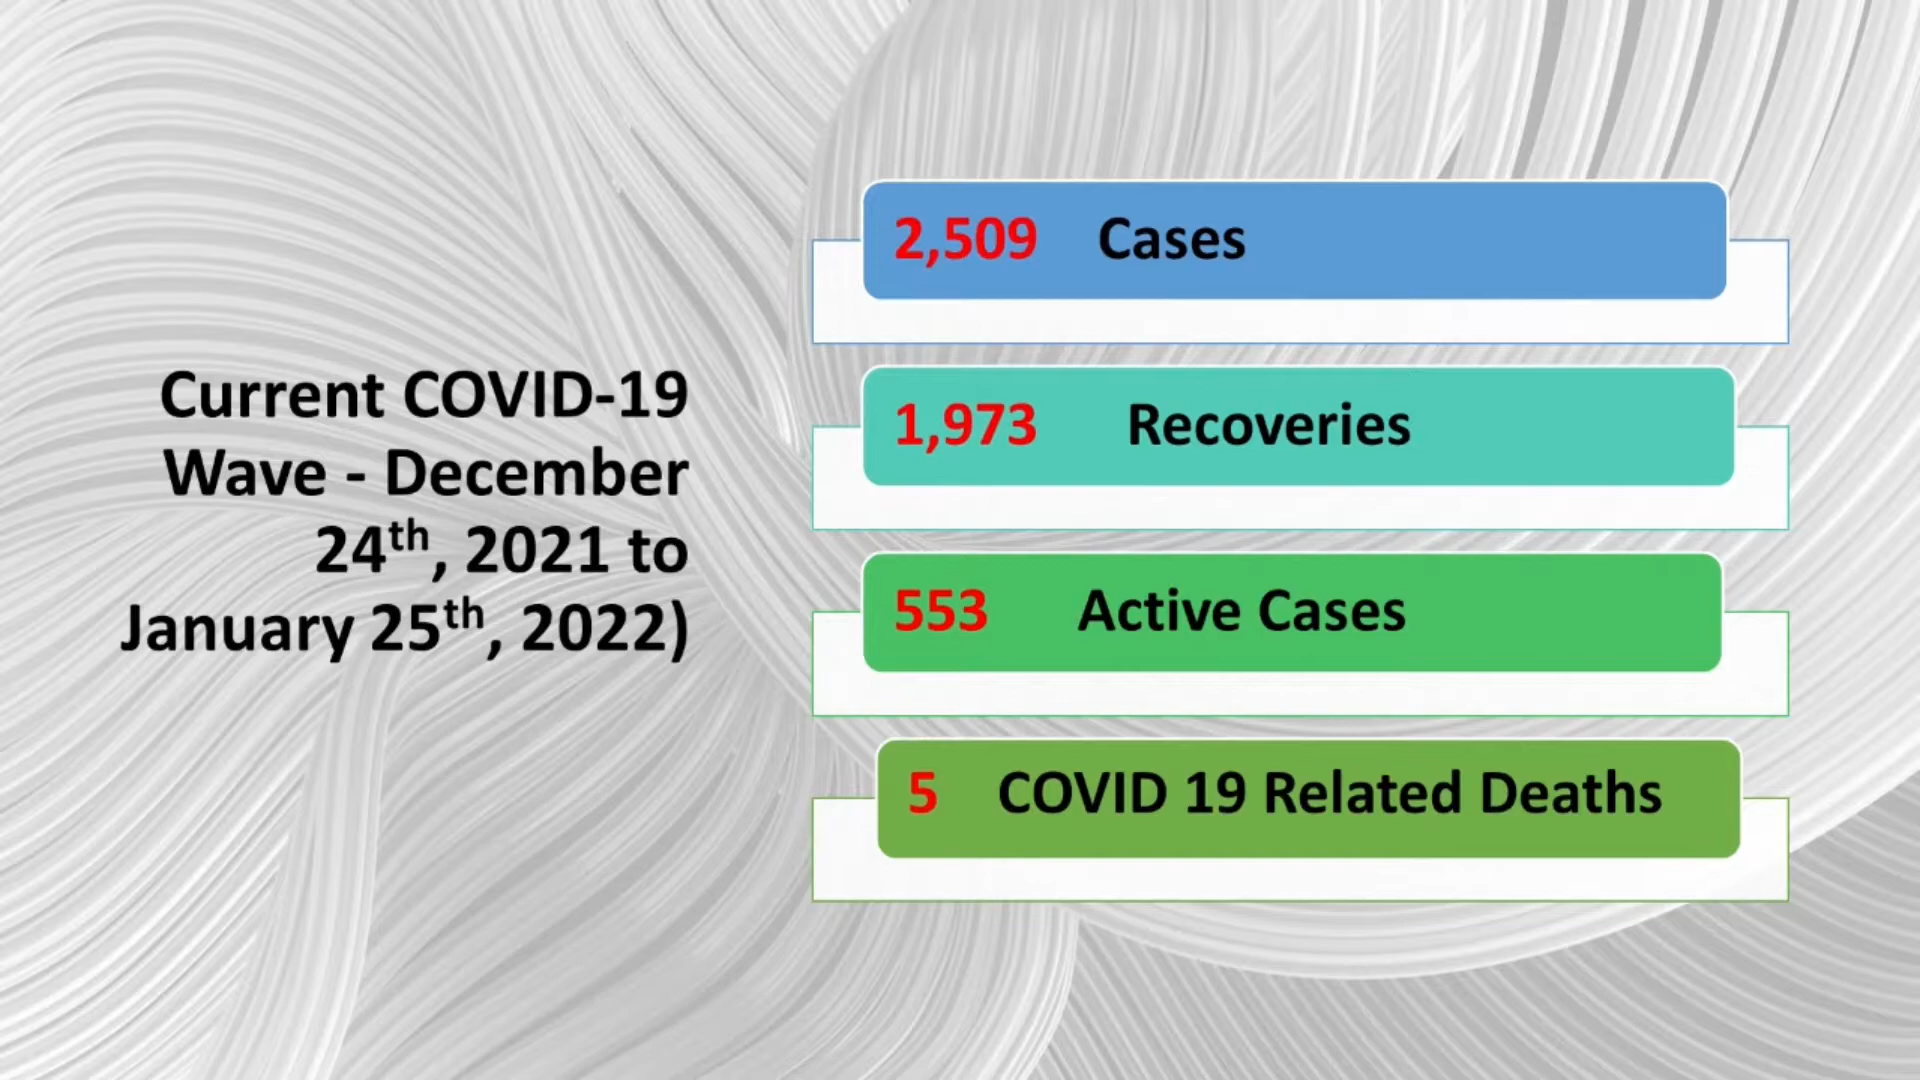 Current COVID-19
Wave - December
24th, 2021 to
January 25th, 2022)
2,509 Cases
1,973 Recoveries
553 Active Cases
5 COVID 19 Related Deaths